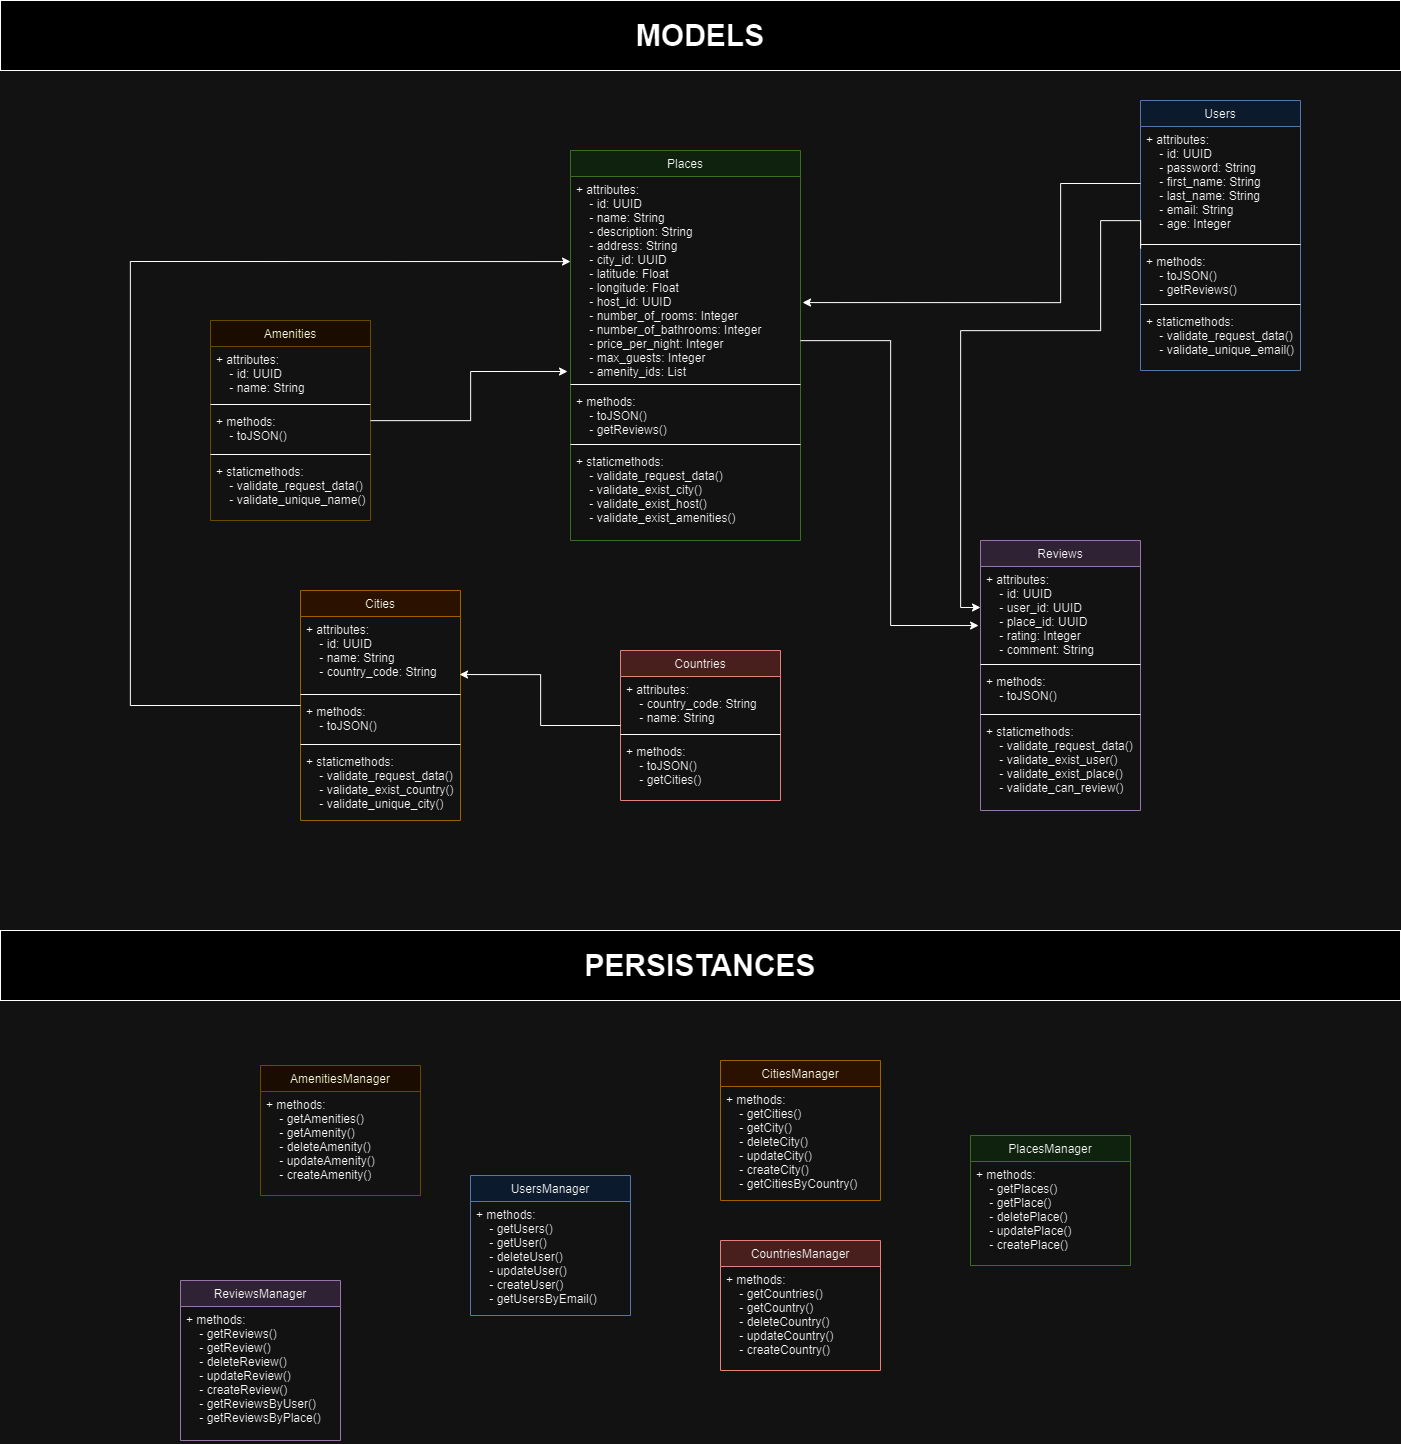 MODELS
Users
+ attributes:
- id: UUID
- password: String
- first_name: String
- last_name: String
- email: String
- age: Integer
+ methods:
- toJSON()
- getReviews()
+ staticmethods:
- validate_request_data()
- validate_unique_email()
Places
+ attributes:
- id: UUID
- name: String
- description: String
- address: String
- city_id: UUID
- latitude: Float
- longitude: Float
- host_id: UUID
- number_of_rooms: Integer
- number_of_bathrooms: Integer
- price_per_night: Integer
- max_guests: Integer
- amenity_ids: List
+ methods:
- toJSON()
- getReviews()
+ staticmethods:
- validate_request_data()
- validate_exist_city()
- validate_exist_host()
- validate_exist_amenities()
Amenities
+ attributes:
- id: UUID
- name: String
+ methods:
- toJSON()
+ staticmethods:
- validate_request_data()
- validate_unique_name()
Reviews
+ attributes:
- id: UUID
- user_id: UUID
- place_id: UUID
- rating: Integer
- comment: String
+ methods:
- toJSON()
+ staticmethods:
- validate_request_data()
- validate_exist_user()
- validate_exist_place()
- validate_can_review()
Cities
+ attributes:
- id: UUID
- name: String
- country_code: String
+ methods:
- toJSON()
+ staticmethods:
- validate_request_data()
- validate_exist_country()
- validate_unique_city()
Countries
+ attributes:
- country_code: String
- name: String
+ methods:
- toJSON()
- getCities()
PERSISTANCES
AmenitiesManager
+ methods:
- getAmenities()
- getAmenity()
- deleteAmenity()
- updateAmenity()
- createAmenity()
CitiesManager
+ methods:
- getCities()
- getCity()
- deleteCity()
- updateCity()
- createCity()
- getCitiesByCountry()
PlacesManager
+ methods:
- getPlaces()
- getPlace()
- deletePlace()
- updatePlace()
- createPlace()
UsersManager
+ methods:
- getUsers()
- getUser()
- deleteUser()
- updateUser()
- createUser()
- getUsersByEmail()
CountriesManager
+ methods:
- getCountries()
- getCountry()
- deleteCountry()
- updateCountry()
- createCountry()
ReviewsManager
+ methods:
- getReviews()
- getReview()
- deleteReview()
- updateReview()
- createReview()
- getReviewsByUser()
- getReviewsByPlace()